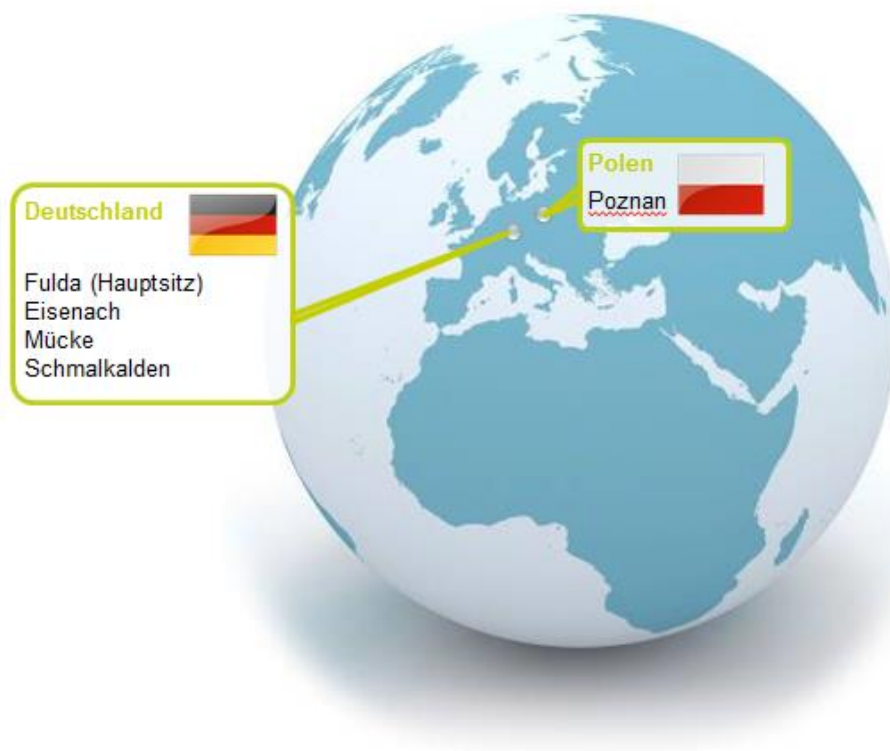 Deutschland
Fulda (Hauptsitz)
Eisenach
Mücke
Schmalkalden
Polen
Poznan